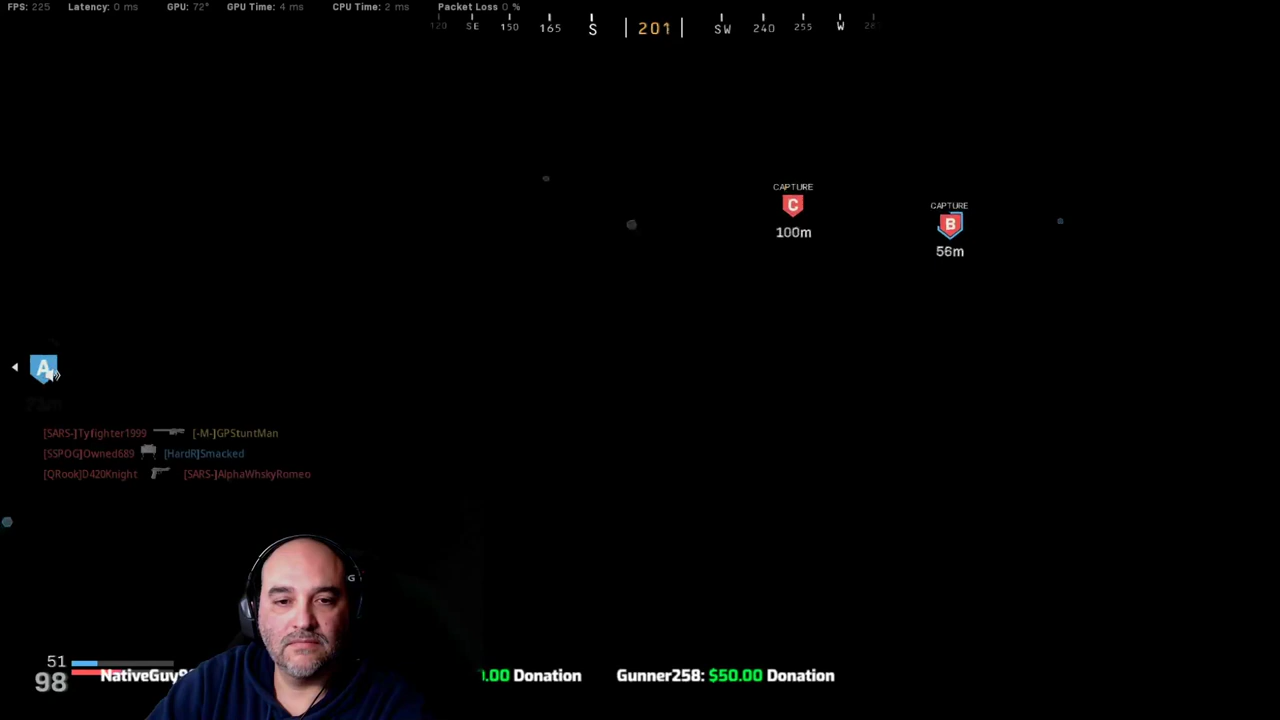 FPS: 225 Latency: 0 ms GPU: 72° GPU Time: 4 ms CPU Time: 2 ms Packet Loss 0 %
120 SE 150 165 S 201 SW 240 255 W
CAPTURE
C
100m
CAPTURE
B
56m
A
[SARS-]Tyfighter1999 [-M-]GPStuntMan
[SSPOG]Owned689 [HardR]Smacked
[QRook]D420Knight [SARS-]AlphaWhskyRomeo
G
51
98
Donation Gunner258: $50.00 Donation